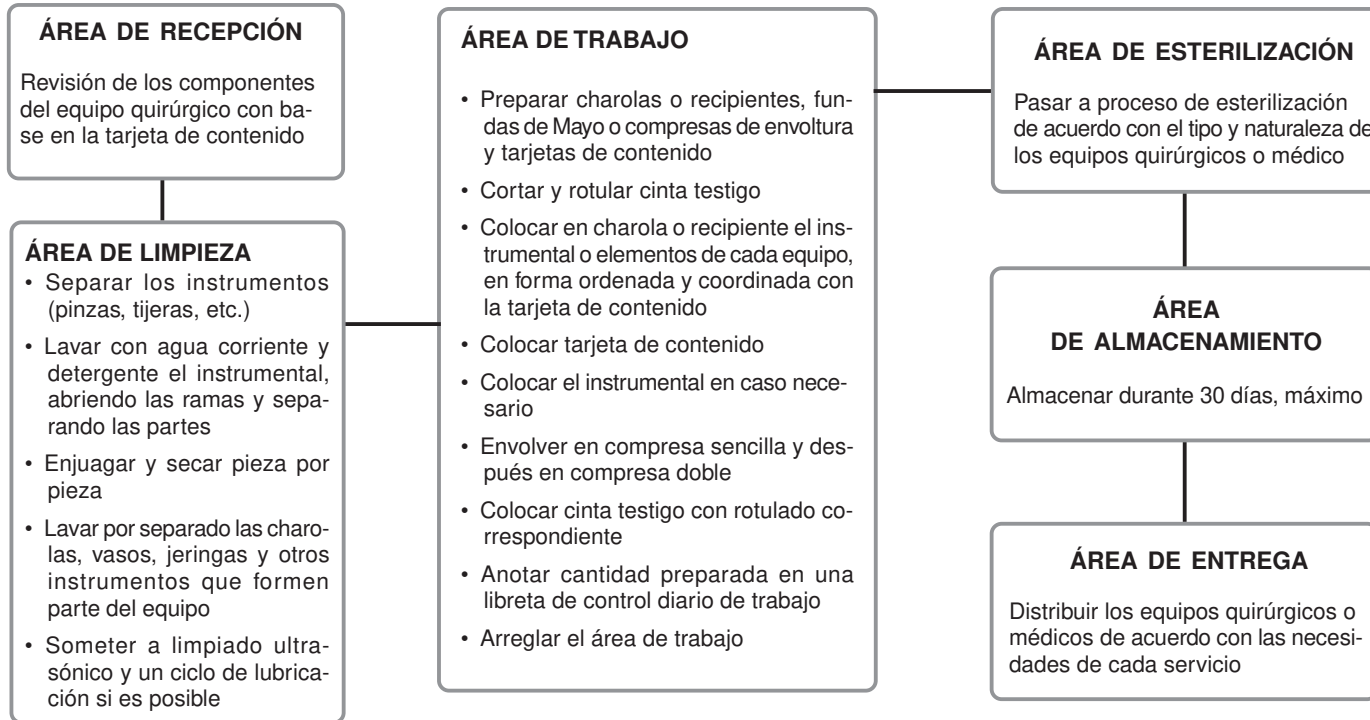 ÁREA DE RECEPCIÓN
Revisión de los componentes
del equipo quirúrgico con ba-
se en la tarjeta de contenido
ÁREA DE LIMPIEZA
• Separar los instrumentos
(pinzas, tijeras, etc.)
• Lavar con agua corriente y
detergente el instrumental,
abriendo las ramas y sepa-
rando las partes
• Enjuagar y secar pieza por
pieza
• Lavar por separado las charo-
las, vasos, jeringas y otros
instrumentos que formen
parte del equipo
• Someter a limpiado ultra-
sónico y un ciclo de lubrica-
ción si es posible
ÁREA DE TRABAJO
• Preparar charolas o recipientes, fun-
das de Mayo o compresas de envoltura
y tarjetas de contenido
• Cortar y rotular cinta testigo
• Colocar en charola o recipiente el ins-
trumental o elementos de cada equipo,
en forma ordenada y coordinada con
la tarjeta de contenido
• Colocar tarjeta de contenido
• Colocar el instrumental en caso nece-
sario
• Envolver en compresa sencilla y des-
pués en compresa doble
• Colocar cinta testigo con rotulado co-
rrespondiente
• Anotar cantidad preparada en una
libreta de control diario de trabajo
• Arreglar el área de trabajo
ÁREA DE ESTERILIZACIÓN
Pasar a proceso de esterilización
de acuerdo con el tipo y naturaleza de
los equipos quirúrgicos o médico
ÁREA
DE ALMACENAMIENTO
Almacenar durante 30 días, máximo
ÁREA DE ENTREGA
Distribuir los equipos quirúrgicos o
médicos de acuerdo con las necesi-
dades de cada servicio